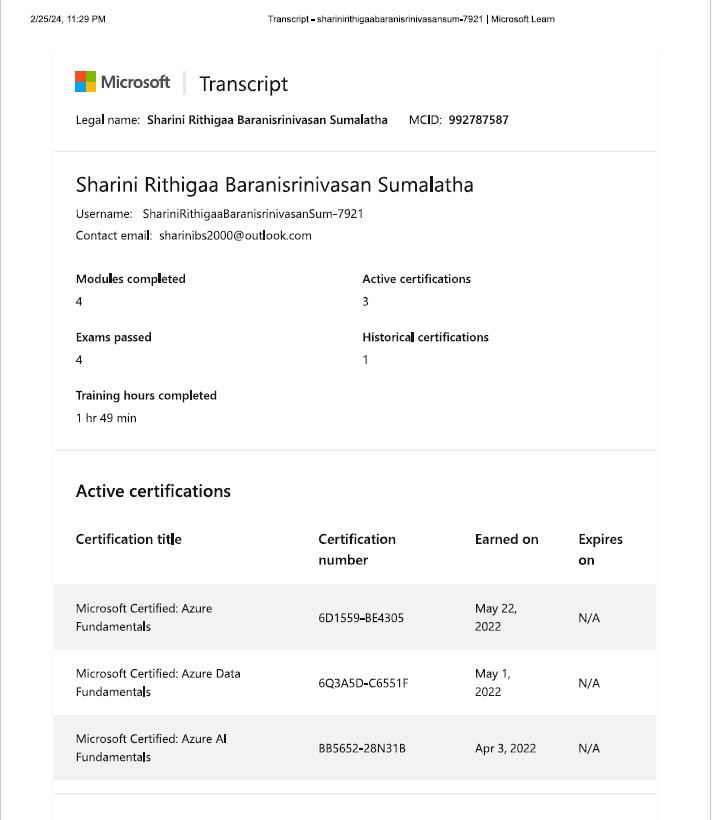 2/25/24, 11:29 PM Transcript - sharinirithigaabaranisrinivasansum-7921 | Microsoft Learn
Microsoft | Transcript
Legal name: Sharini Rithigaa Baranisrinivasan Sumalatha MCID: 992787587
Sharini Rithigaa Baranisrinivasan Sumalatha
Username: ShariniRithigaaBaranisrinivasanSum-7921
Contact email: sharinibs2000@outlook.com
Modules completed Active certifications
4 3
Exams passed Historical certifications
4 1
Training hours completed
1 hr 49 min
Active certifications
Certification title Certification number Earned on Expires on
Microsoft Certified: Azure Fundamentals 6D1559-BE4305 May 22, 2022 N/A
Microsoft Certified: Azure Data Fundamentals 6Q3A5D-C6551F May 1, 2022 N/A
Microsoft Certified: Azure AI Fundamentals BB5652-28N31B Apr 3, 2022 N/A